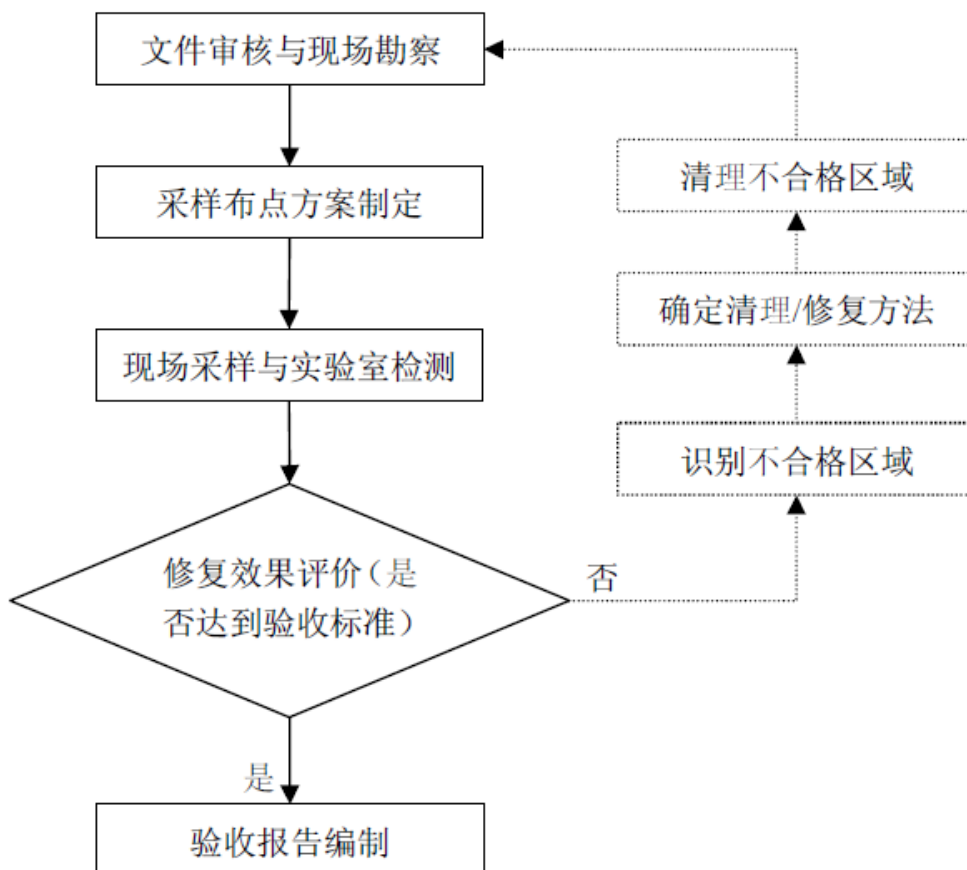 文件审核与现场勘察
采样布点方案制定
现场采样与实验室检测
修复效果评价（是
否达到验收标准）
是
验收报告编制
否
识别不合格区域
确定清理/修复方法
清理不合格区域